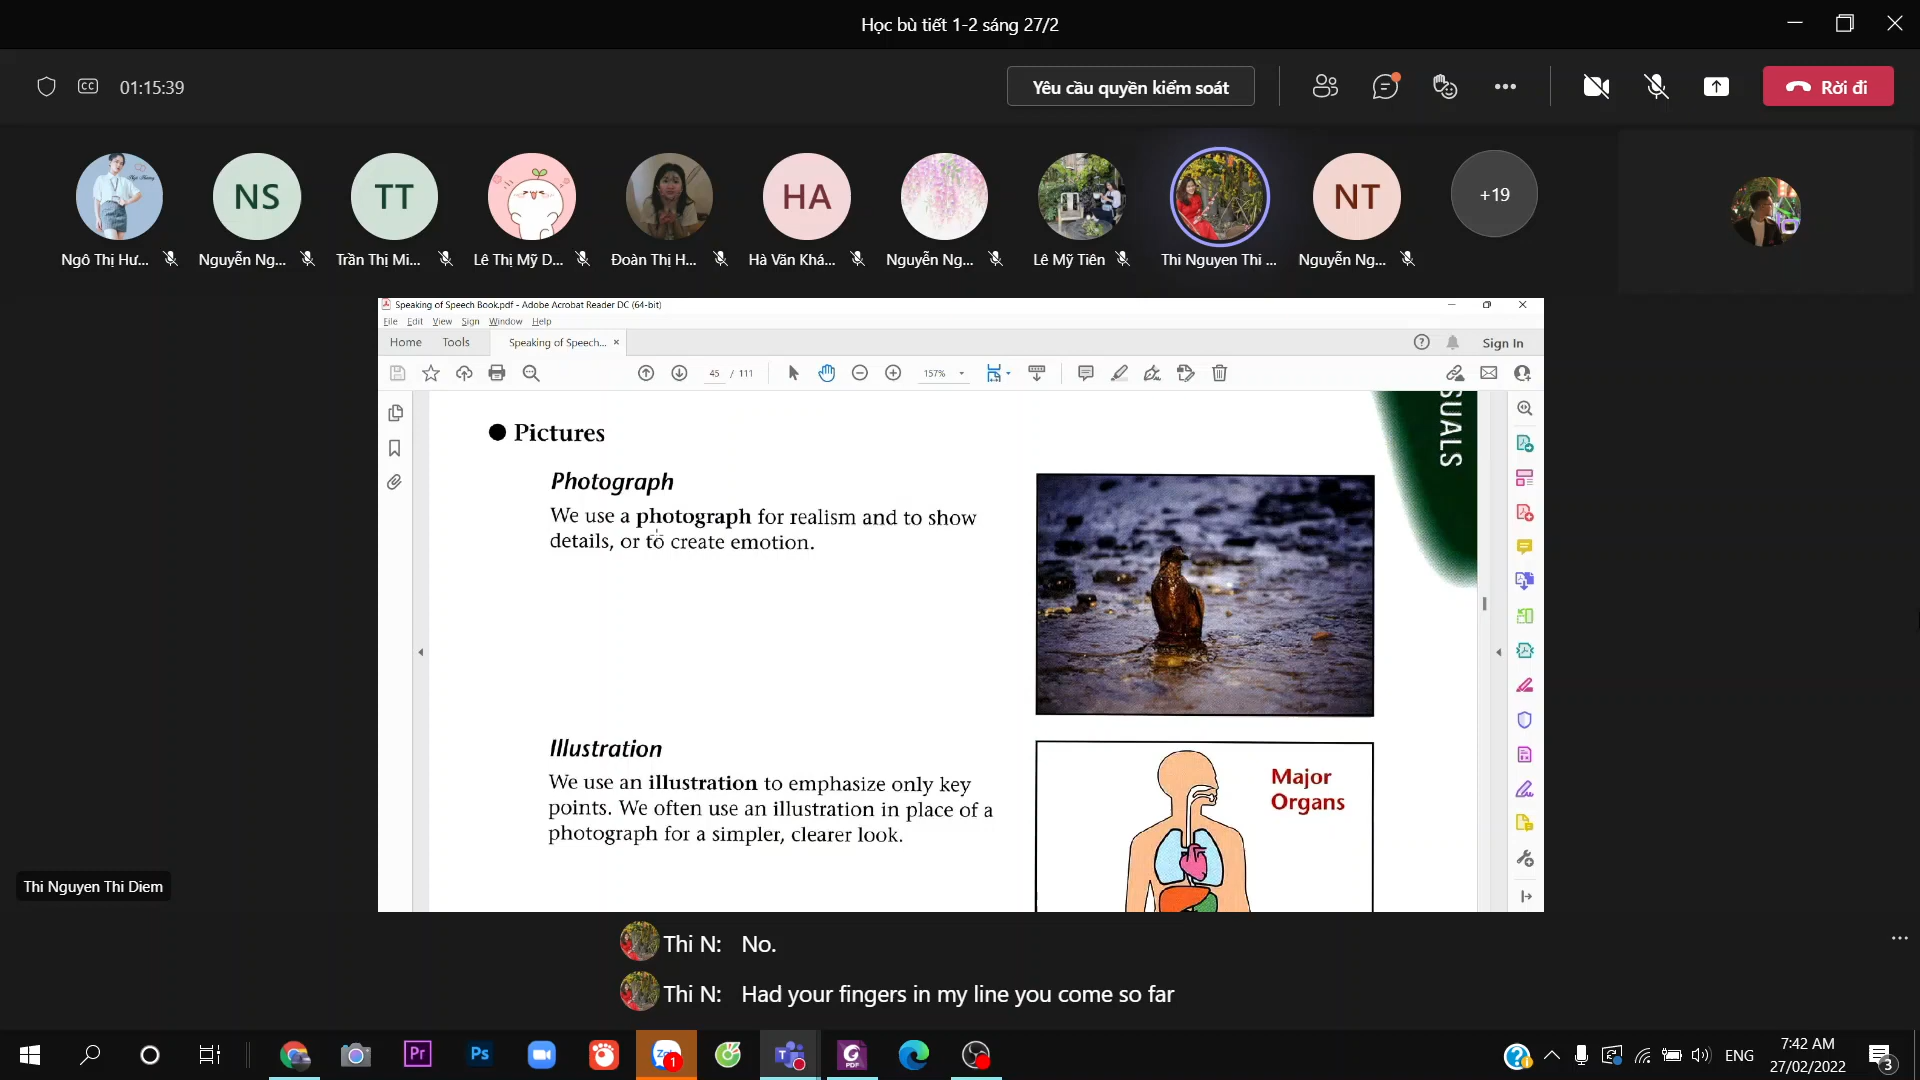 Học bù tiết 1-2 sáng 27/2
CC
01:15:39
Yêu cầu quyền kiểm soát
Rời đi
NS
TT
HA
NT
+19
Ngô Thị Hư...
Nguyễn Ng...
Trần Thị Mi...
Lê Thị Mỹ D...
Đoàn Thị H...
Hà Văn Khá...
Nguyễn Ng...
Lê Mỹ Tiên
Thi Nguyen Thi ...
Nguyễn Ng...
Speaking of Speech Book.pdf - Adobe Acrobat Reader DC (64-bit)
File Edit View Sign Window Help
Home Tools Speaking of Speech... ×
Sign In
45 / 111
157%
SUALS
Pictures
Photograph
We use a photograph for realism and to show
details, or to create emotion.
Illustration
We use an illustration to emphasize only key
points. We often use an illustration in place of a
photograph for a simpler, clearer look.
Major
Organs
Thi Nguyen Thi Diem
Thi N: No.
Thi N: Had your fingers in my line you come so far
Pr
Ps
1
PDF
ENG
7:42 AM
27/02/2022
3